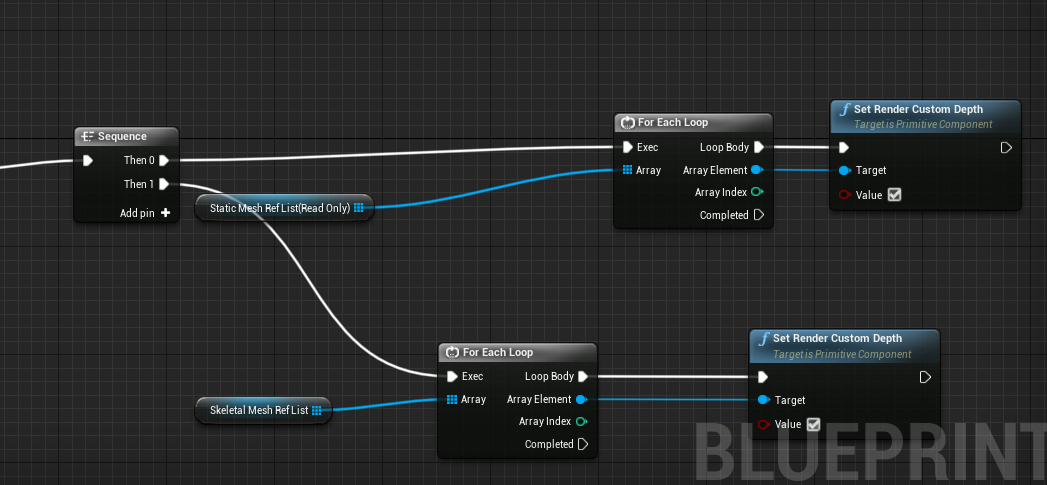 Sequence
Then 0
Then 1
Add pin
Static Mesh Ref List(Read Only)
For Each Loop
Exec Loop Body
Array Array Element
Array Index
Completed
Set Render Custom Depth
Target is Primitive Component
Target
Value
For Each Loop
Exec Loop Body
Array Array Element
Array Index
Completed
Skeletal Mesh Ref List
Set Render Custom Depth
Target is Primitive Component
Target
Value
BLUEPRINT